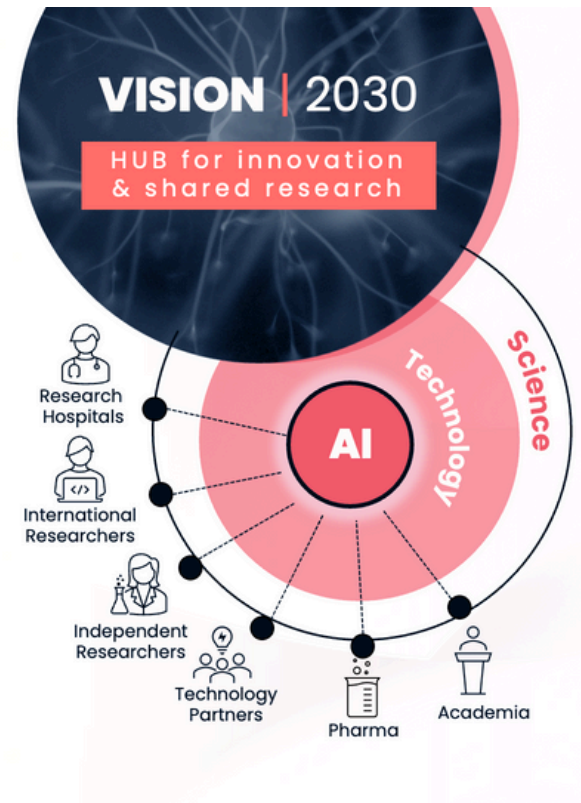 VISION | 2030
HUB for innovation
& shared research
Science
Technology
AI
Research
Hospitals
</>
International
Researchers
Independent
Researchers
Technology
Partners
Pharma
Academia